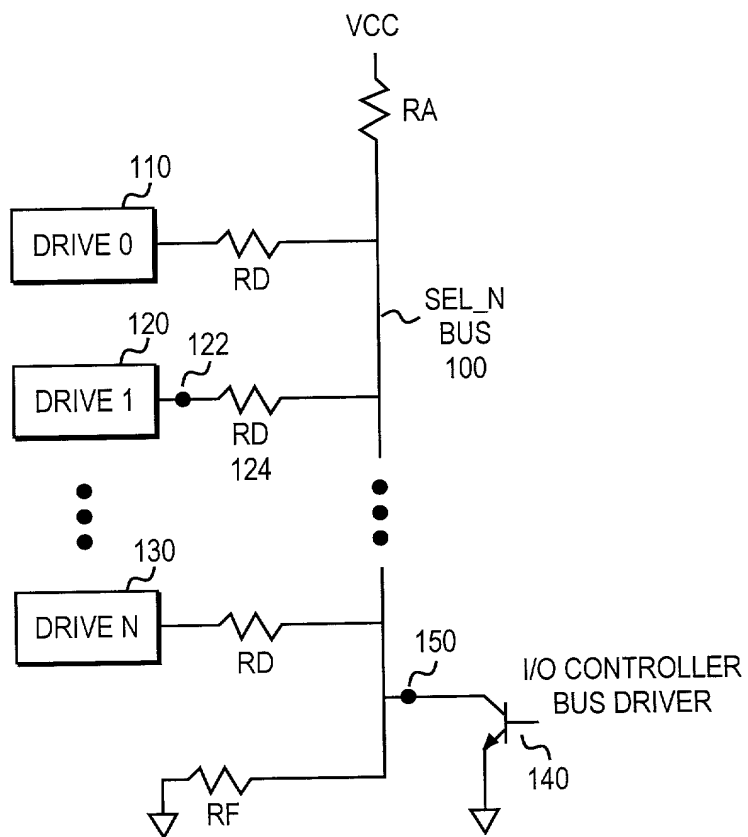 VCC
RA
110
DRIVE 0
RD
SEL_N
BUS
100
120
122
DRIVE 1
RD
124
130
DRIVE N
RD
150
I/O CONTROLLER
BUS DRIVER
140
RF